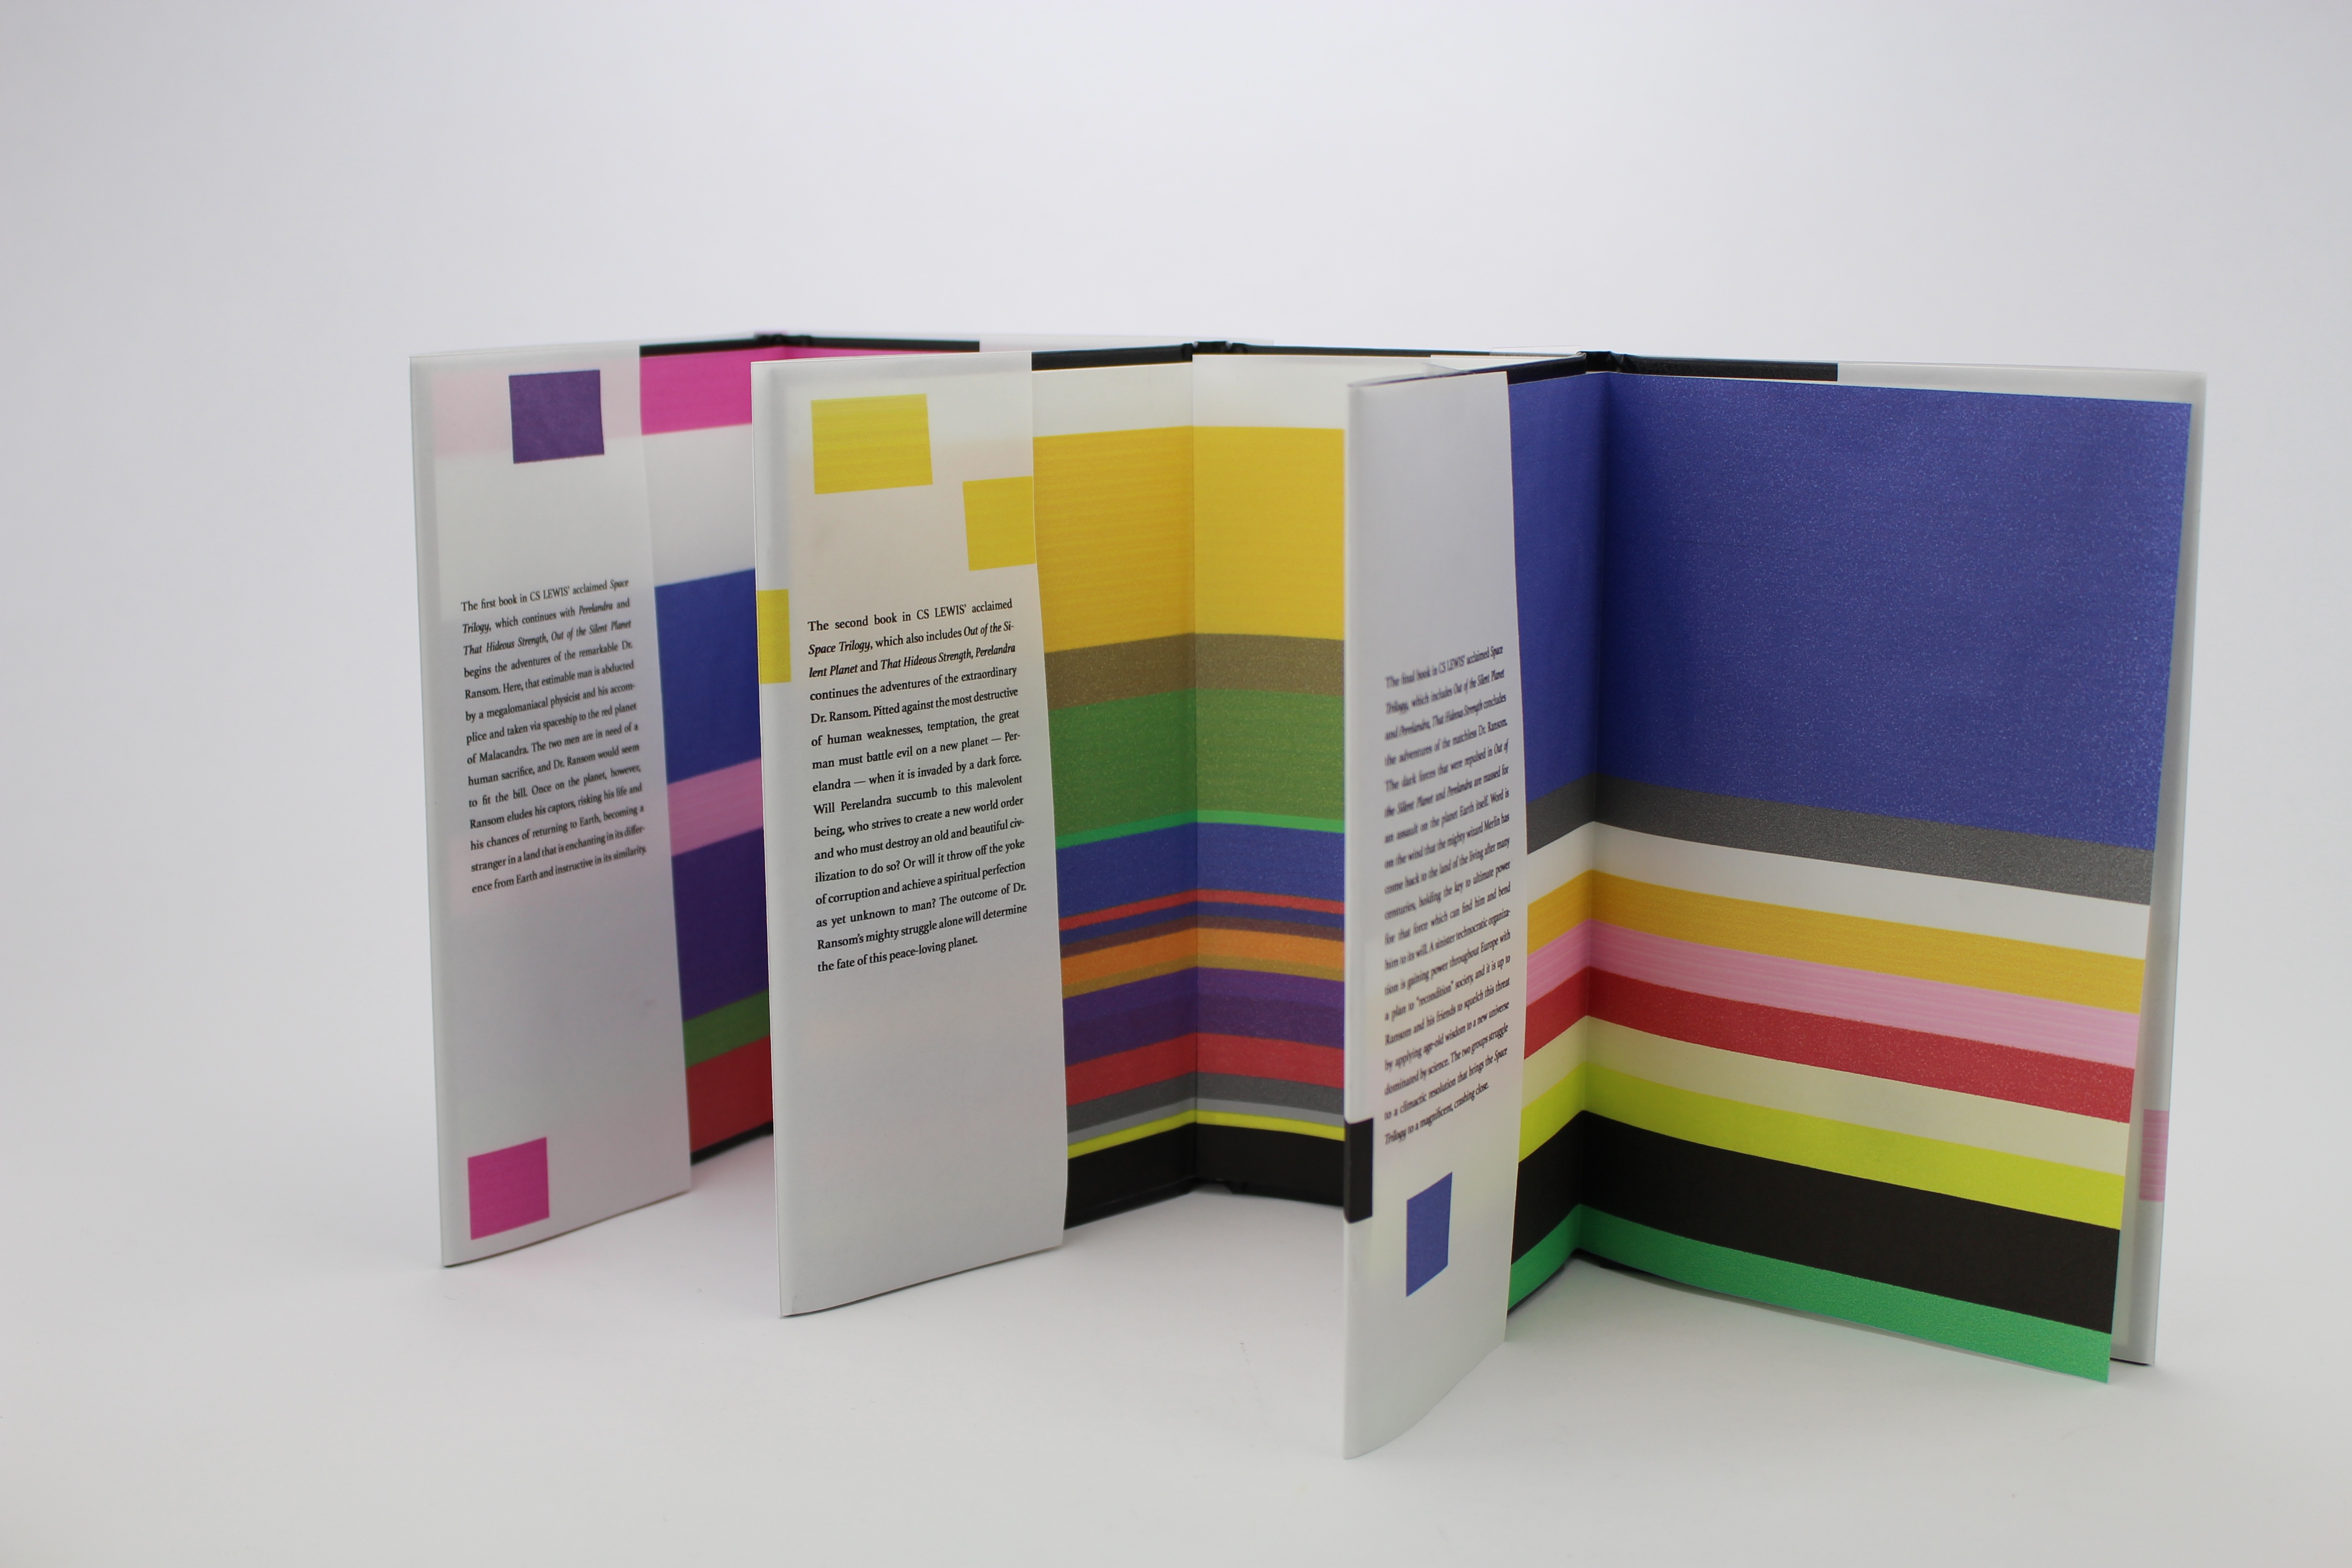 The first book in CS LEWIS' acclaimed Space
Trilogy, which continues with Perelandra and
That Hideous Strength, Out of the Silent Planet
begins the adventures of the remarkable Dr.
Ransom. Here, that estimable man is abducted
by a megalomaniacal physicist and his accom-
plice and taken via spaceship to the red planet
of Malacandra. The two men are in need of a
human sacrifice, and Dr. Ransom would seem
to fit the bill. Once on the planet, however,
Ransom eludes his captors, risking his life and
his chances of returning to Earth, becoming a
stranger in a land that is enchanting in its differ-
ence from Earth and instructive in its similarity.
The second book in CS LEWIS' acclaimed
Space Trilogy, which also includes Out of the Si-
lent Planet and That Hideous Strength, Perelandra
continues the adventures of the extraordinary
Dr. Ransom. Pitted against the most destructive
of human weaknesses, temptation, the great
man must battle evil on a new planet — Per-
elandra — when it is invaded by a dark force.
Will Perelandra succumb to this malevolent
being, who strives to create a new world order
and who must destroy an old and beautiful civ-
ilization to do so? Or will it throw off the yoke
of corruption and achieve a spiritual perfection
as yet unknown to man? The outcome of Dr.
Ransom's mighty struggle alone will determine
the fate of this peace-loving planet.
The final book in CS LEWIS' acclaimed Space
Trilogy, which includes Out of the Silent Planet
and Perelandra, That Hideous Strength concludes
the adventures of the matchless Dr. Ransom.
The dark forces that were repulsed in Out of
the Silent Planet and Perelandra are massed for
an assault on the planet Earth itself. Word is
on the wind that the mighty wizard Merlin has
come back to the land of the living after many
centuries, holding the key to ultimate power
for that force which can find him and bend
him to its will. A sinister technocratic organiza-
tion is gaining power throughout Europe with
a plan to "recondition" society, and it is up to
Ransom and his friends to squelch this threat
by applying age-old wisdom to a new universe
dominated by science. The two groups struggle
to a climactic resolution that brings the Space
Trilogy to a magnificent, crashing close.